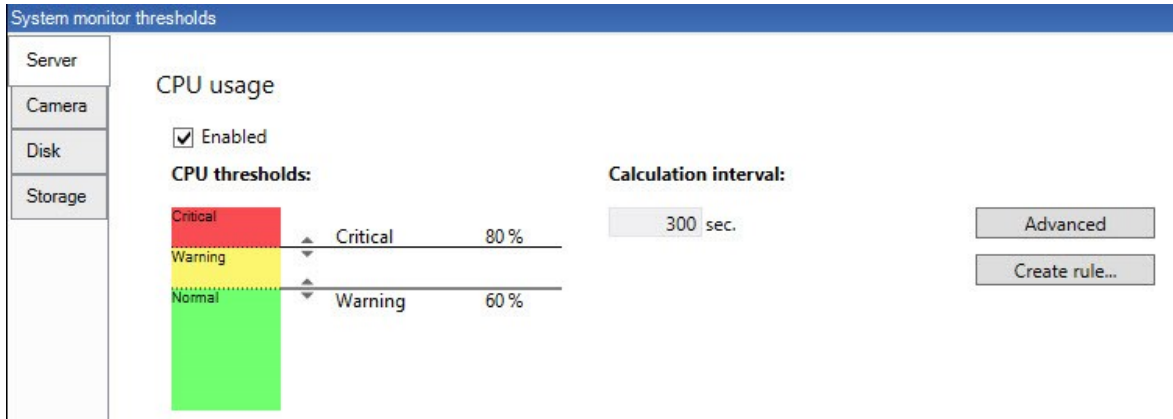 System monitor thresholds
Server
Camera
Disk
Storage
CPU usage
Enabled
CPU thresholds:
Critical
Warning
Normal
Critical 80 %
Warning 60 %
Calculation interval:
300 sec.
Advanced
Create rule...